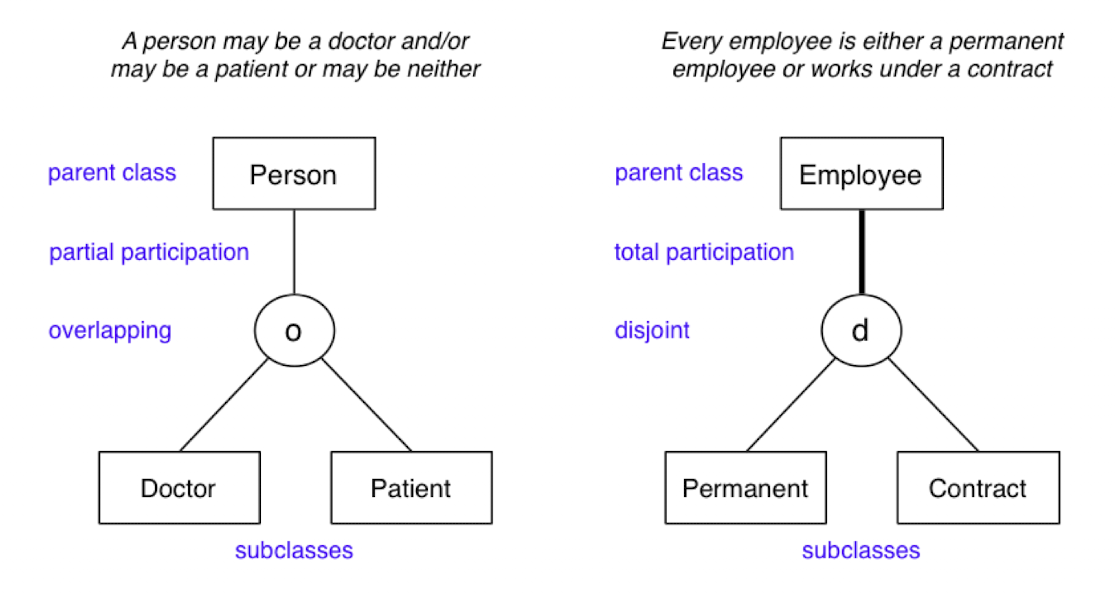 A person may be a doctor and/or
may be a patient or may be neither
parent class
Person
partial participation
overlapping
o
Doctor
Patient
subclasses
Every employee is either a permanent
employee or works under a contract
parent class
Employee
total participation
disjoint
d
Permanent
Contract
subclasses